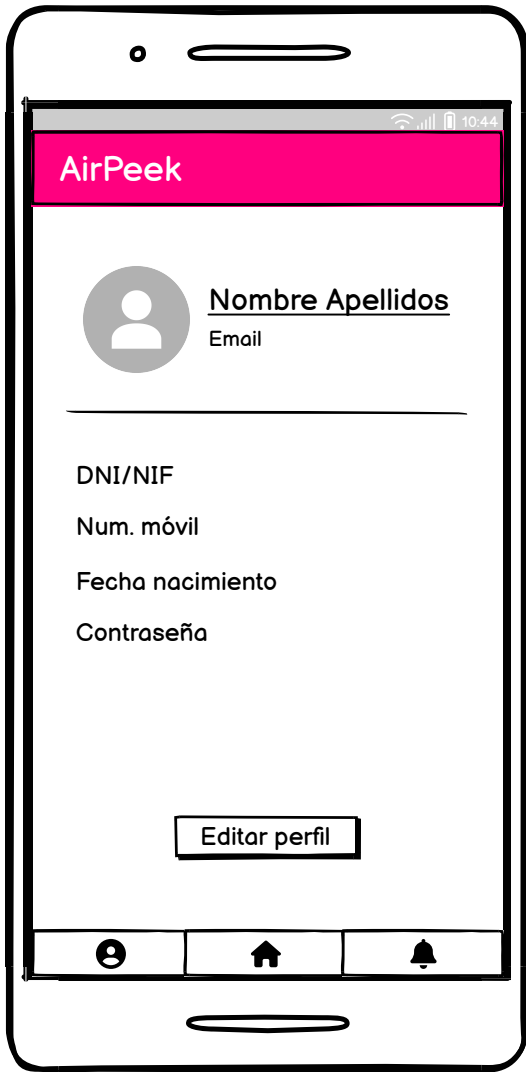 10:44
AirPeek
Nombre Apellidos
Email
DNI/NIF
Num. móvil
Fecha nacimiento
Contraseña
Editar perfil